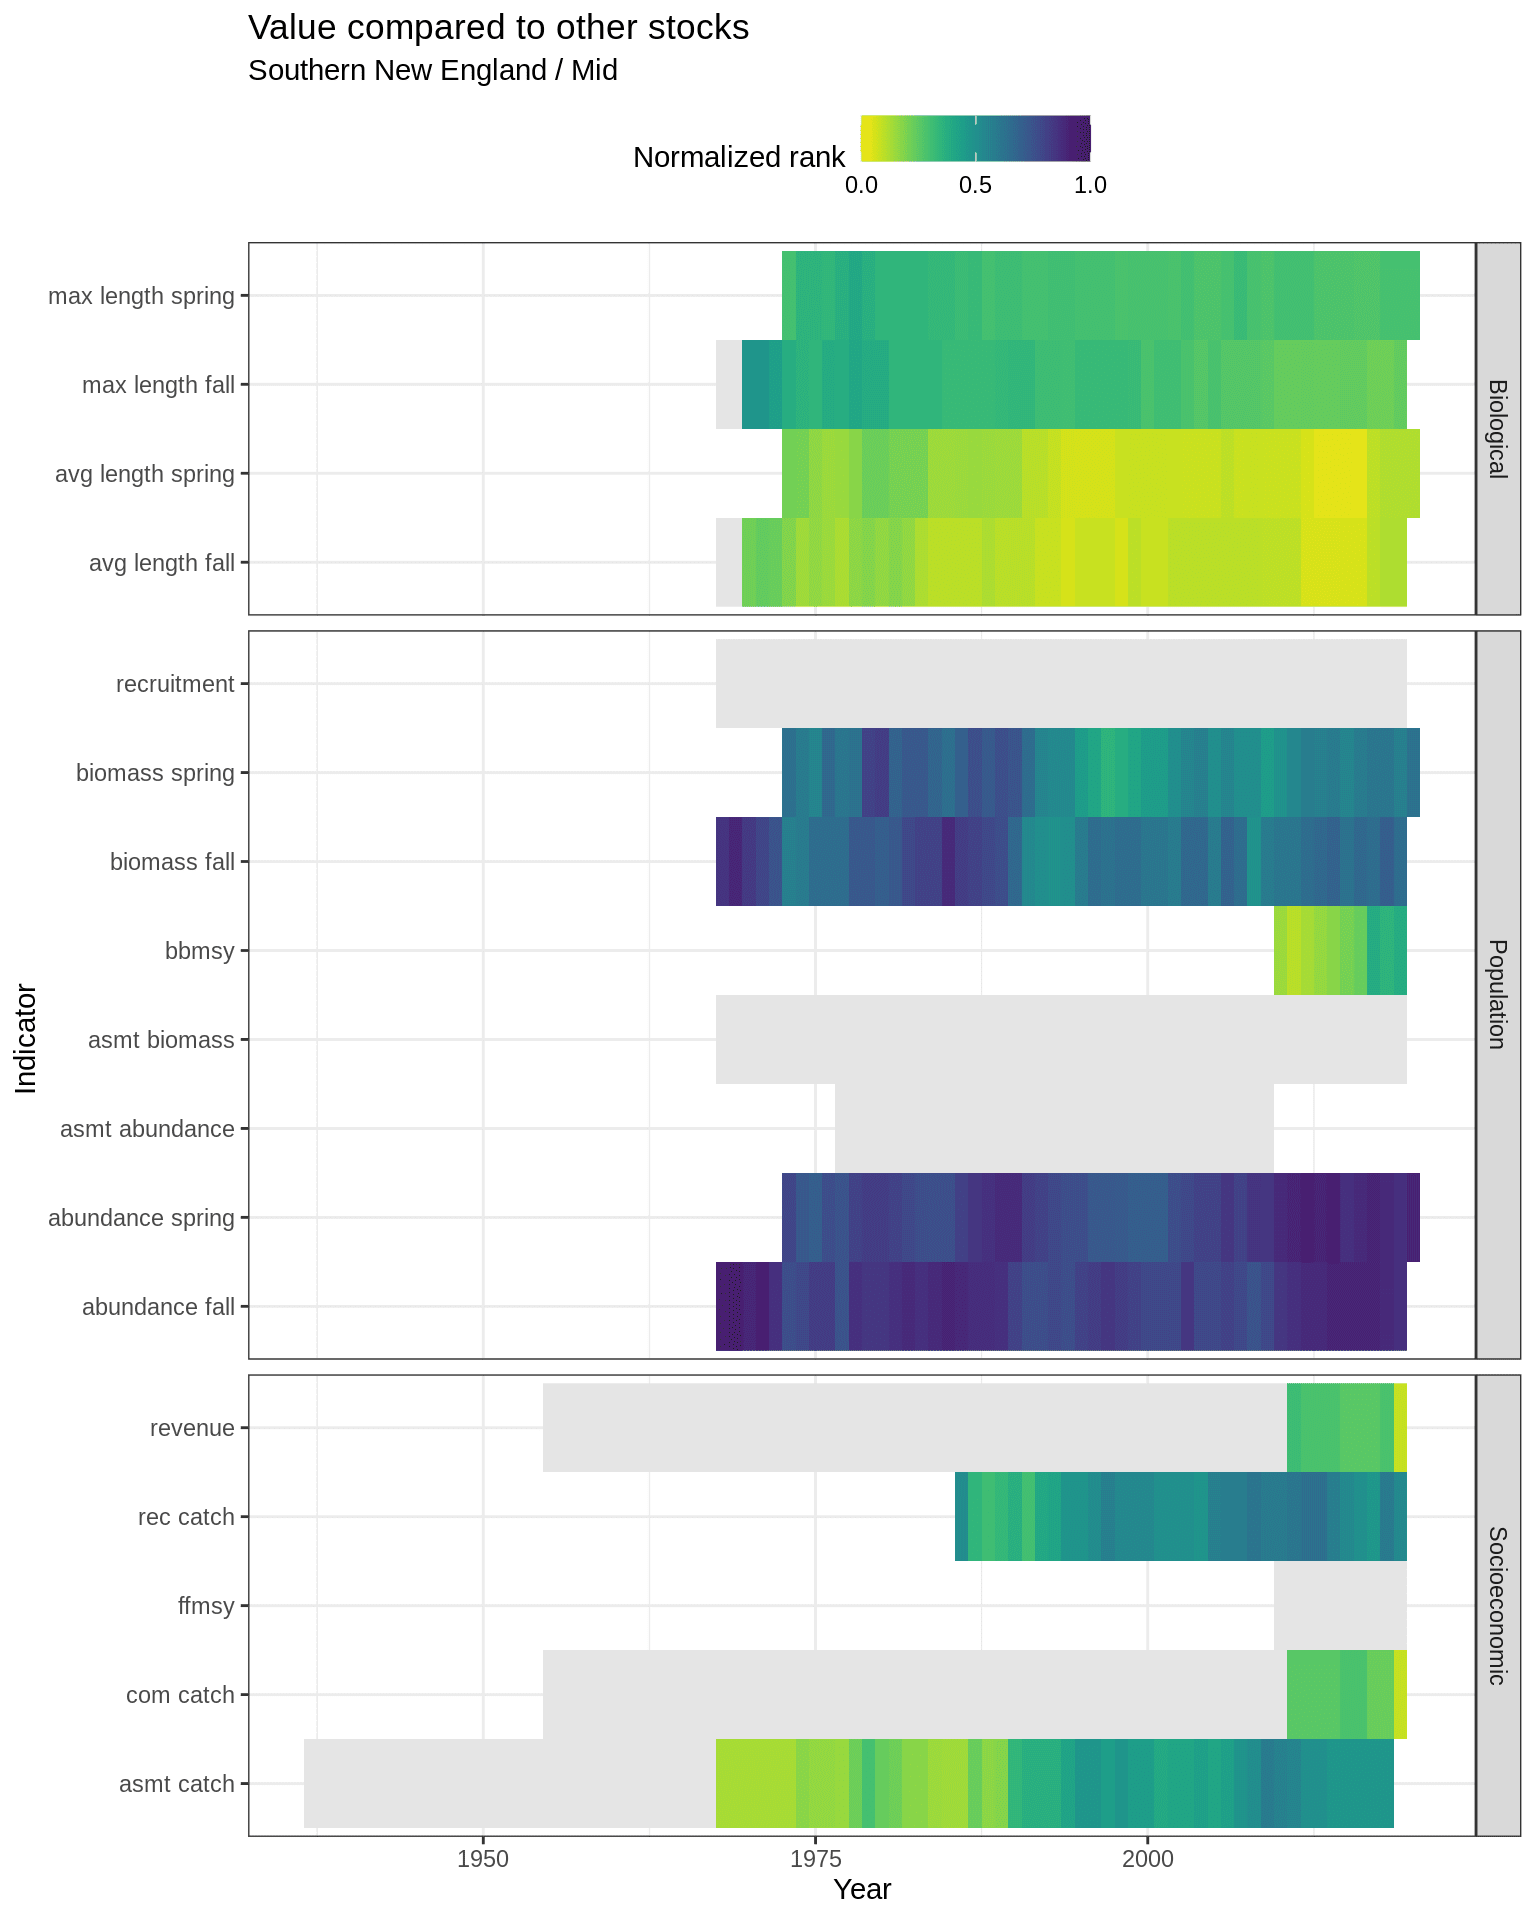 Value compared to other stocks
Southern New England / Mid
Normalized rank
0.0 0.5 1.0
max length spring
max length fall
avg length spring
avg length fall
Biological
recruitment
biomass spring
biomass fall
bbmsy
asmt biomass
asmt abundance
abundance spring
abundance fall
Population
revenue
rec catch
ffmsy
com catch
asmt catch
Socioeconomic
Indicator
1950 1975 2000
Year